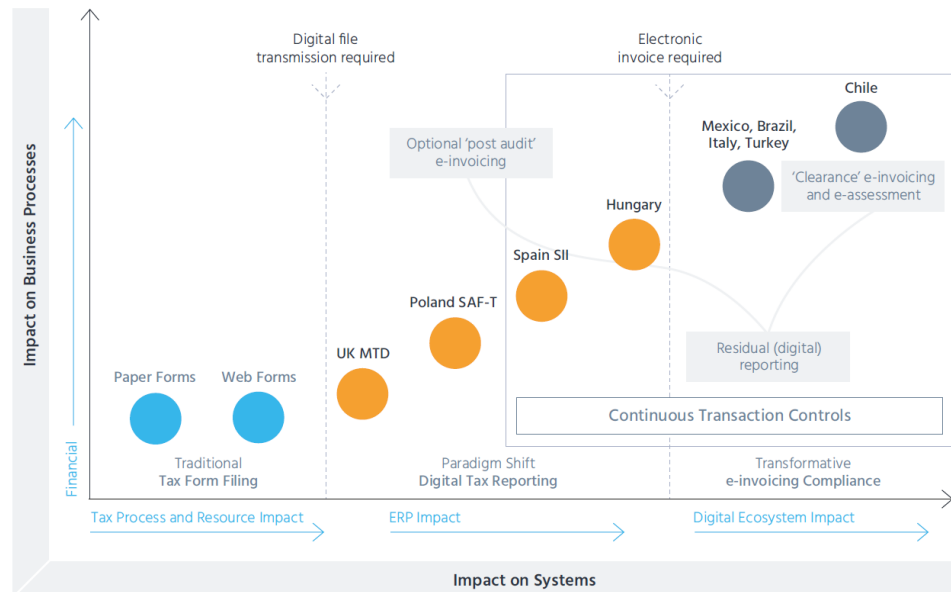 Digital file
transmission required
Electronic
invoice required
Chile
Mexico, Brazil,
Italy, Turkey
Optional ‘post audit’
e-invoicing
‘Clearance’ e-invoicing
and e-assessment
Hungary
Spain SII
Poland SAF-T
UK MTD
Residual (digital)
reporting
Paper Forms
Web Forms
Continuous Transaction Controls
Traditional
Tax Form Filing
Paradigm Shift
Digital Tax Reporting
Transformative
e-invoicing Compliance
Impact on Business Processes
Financial
Tax Process and Resource Impact
ERP Impact
Digital Ecosystem Impact
Impact on Systems